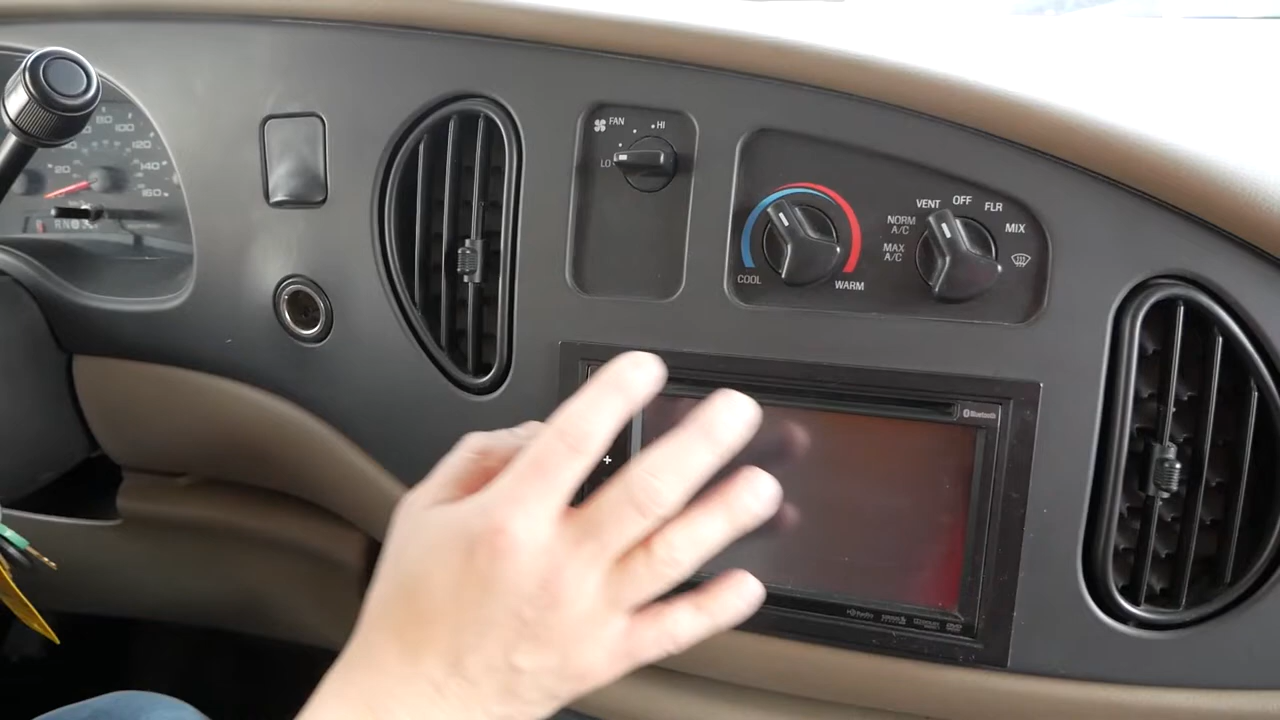 80
100
120
20
140
160
FAN
HI
LO
COOL
WARM
VENT
OFF
FLR
NORM
A/C
MIX
MAX
A/C
Bluetooth
+